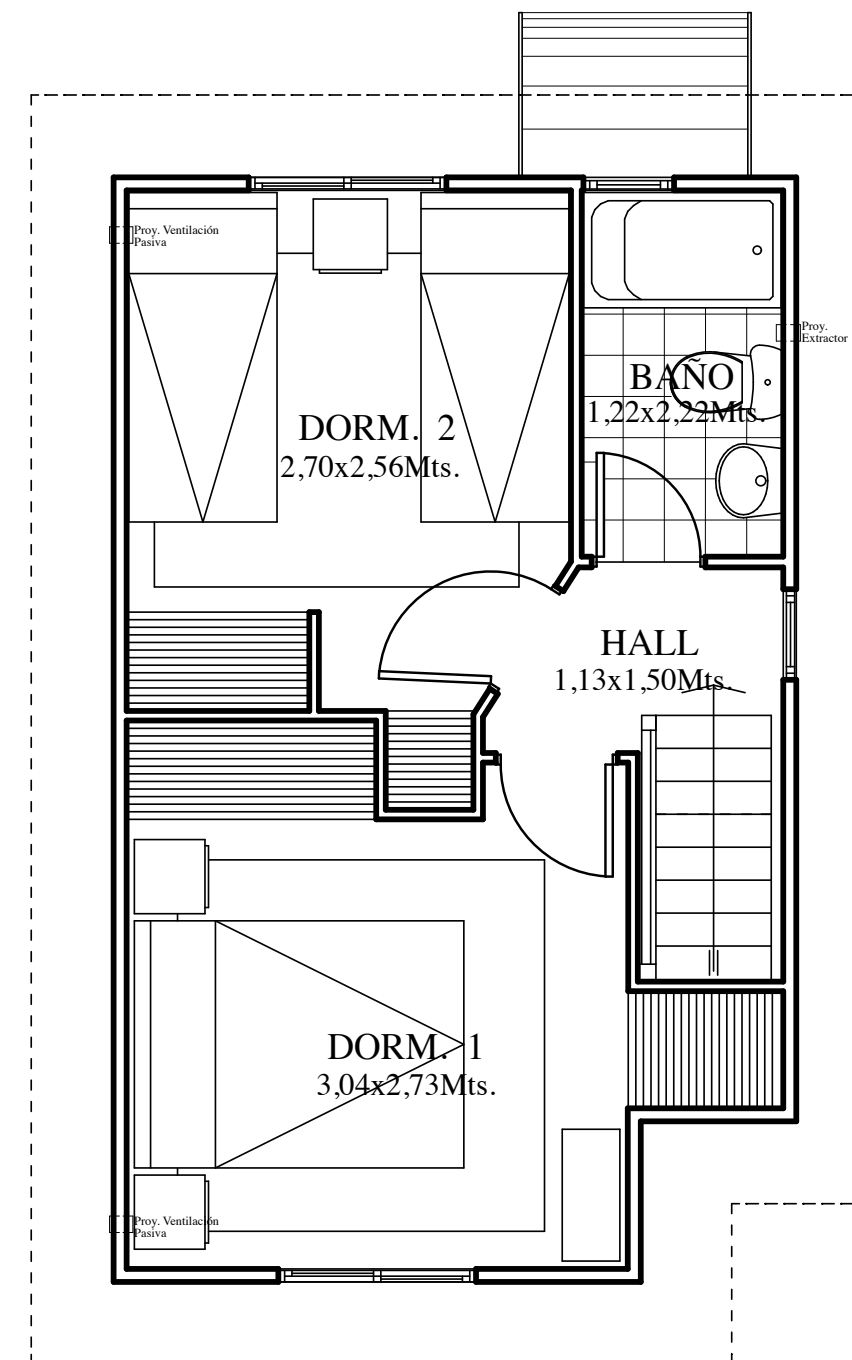 Proy. Ventilación
Pasiva
Proy.
Extractor
BAÑO
1,22x2,22Mts.
DORM. 2
2,70x2,56Mts.
HALL
1,13x1,50Mts.
DORM. 1
3,04x2,73Mts.
Proy. Ventilación
Pasiva